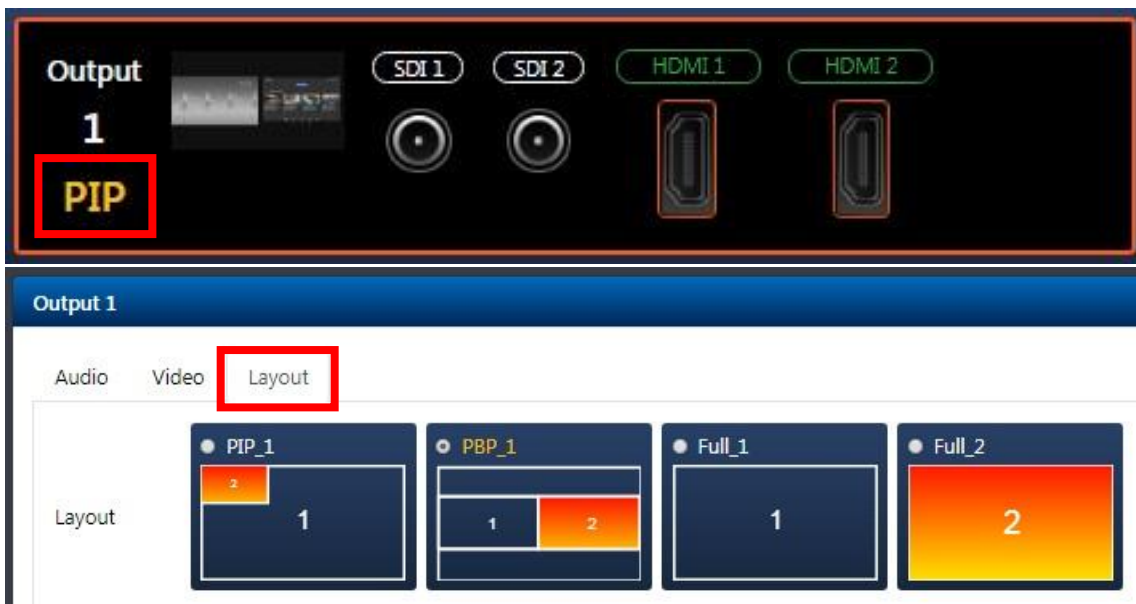 Output
1
PIP
SDI 1
SDI 2
HDMI 1
HDMI 2
Output 1
Audio
Video
Layout
Layout
PIP_1
2
1
PBP_1
1
2
Full_1
1
Full_2
2